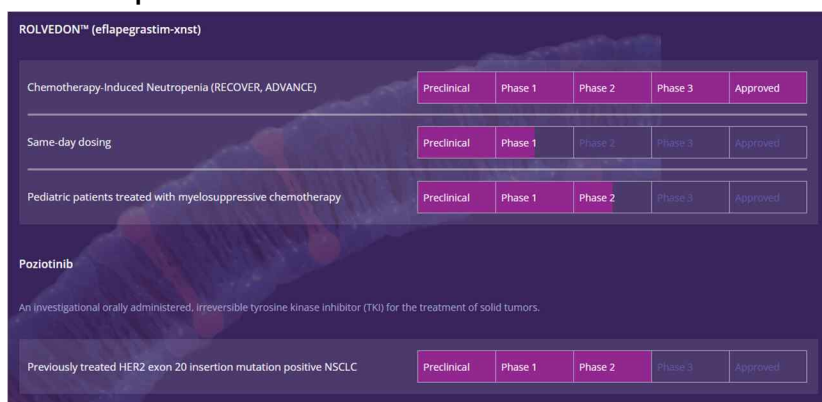 ROLVEDON™ (eflapegrastim-xnst)
Chemotherapy-Induced Neutropenia (RECOVER, ADVANCE) Preclinical Phase 1 Phase 2 Phase 3 Approved
Same-day dosing Preclinical Phase 1 Phase 2 Phase 3 Approved
Pediatric patients treated with myelosuppressive chemotherapy Preclinical Phase 1 Phase 2 Phase 3 Approved
Poziotinib
An investigational orally administered, irreversible tyrosine kinase inhibitor (TKI) for the treatment of solid tumors.
Previously treated HER2 exon 20 insertion mutation positive NSCLC Preclinical Phase 1 Phase 2 Phase 3 Approved